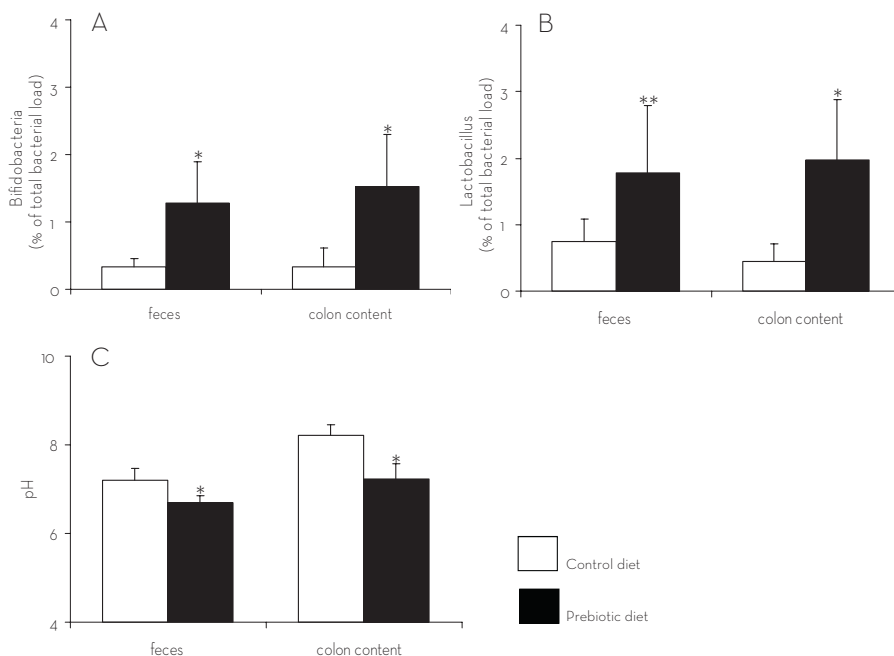 A
4
3
2
1
0
Bifidobacteria
(% of total bacterial load)
*
*
feces
colon content
B
4
3
2
1
0
Lactobacillus
(% of total bacterial load)
**
*
feces
colon content
C
10
8
6
4
pH
*
*
feces
colon content
Control diet
Prebiotic diet